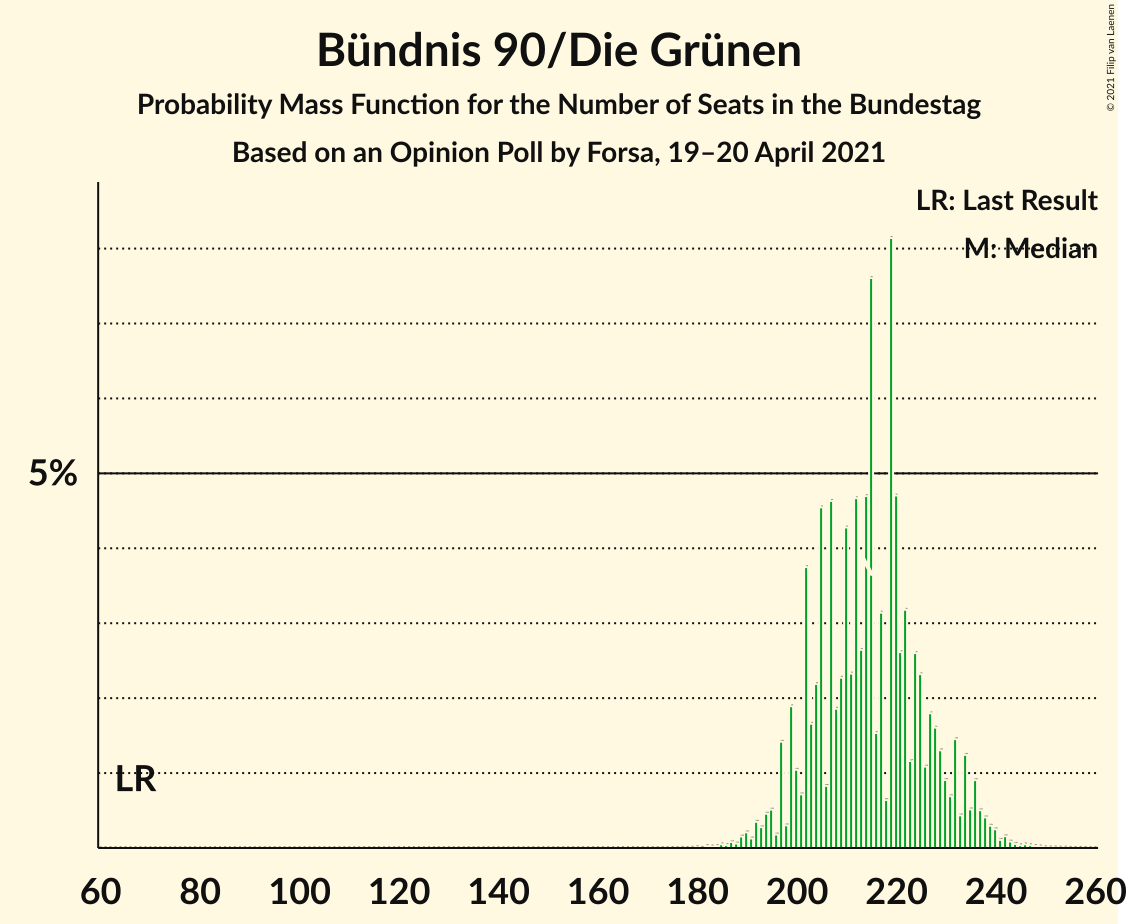 Bündnis 90/Die Grünen
Probability Mass Function for the Number of Seats in the Bundestag
Based on an Opinion Poll by Forsa, 19–20 April 2021
© 2021 Filip van Laenen
LR: Last Result
M: Median
5%
LR
60 80 100 120 140 160 180 200 220 240 260